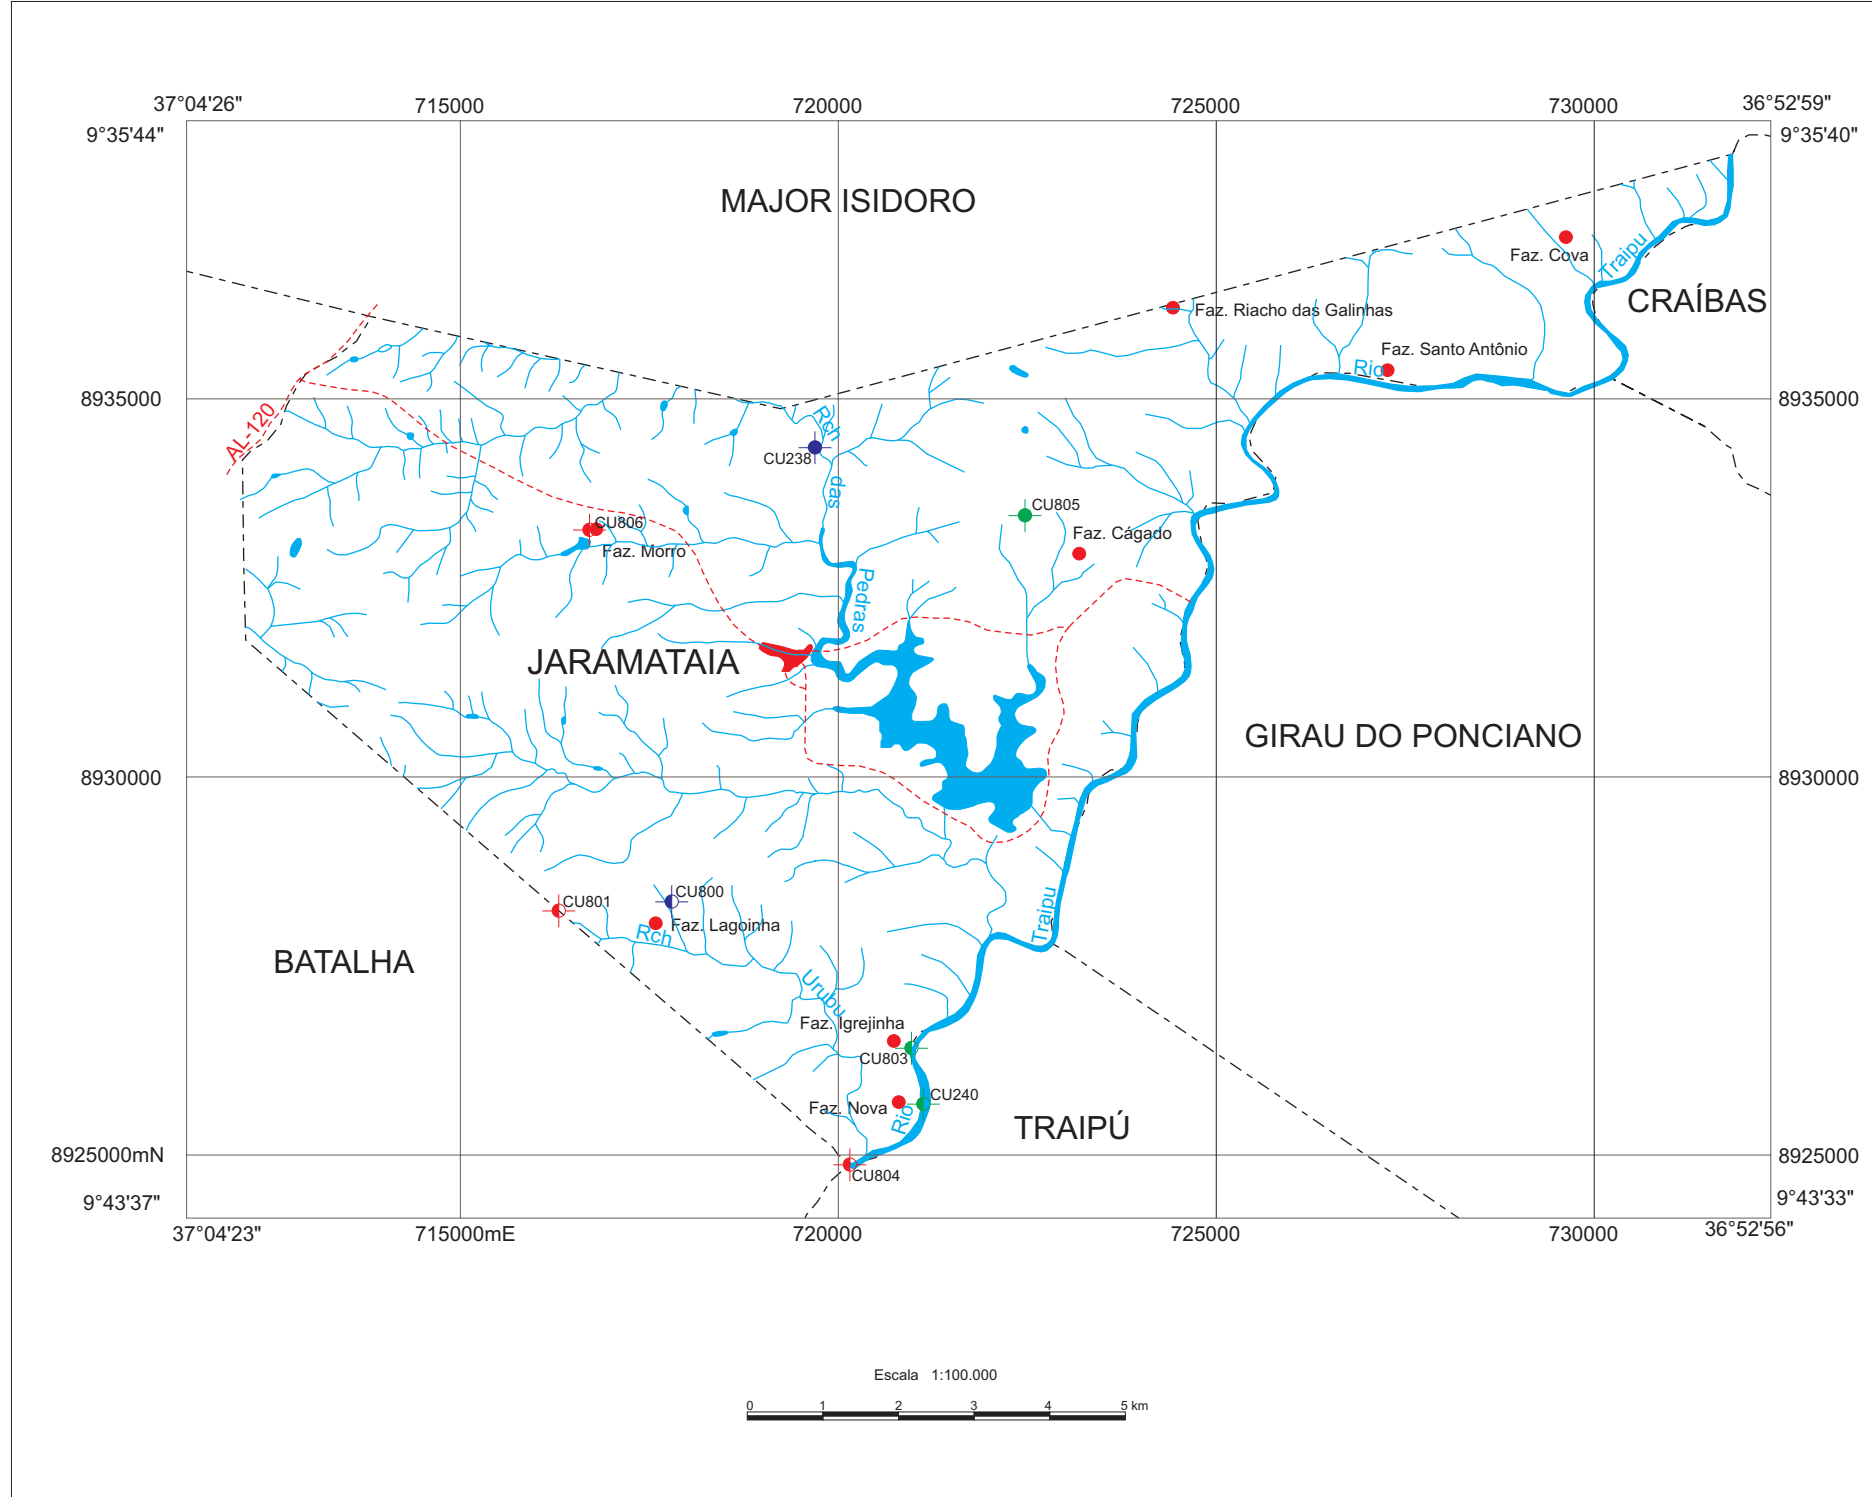 37°04'26"
715000
720000
725000
730000
36°52'59"
9°35'44"
9°35'40"
MAJOR ISIDORO
Faz. Cova
Traipu
CRAÍBAS
Faz. Riacho das Galinhas
Faz. Santo Antônio
Rio
8935000
8935000
AL-120
Rch
CU238
das
CU805
CU806
Faz. Cágado
Faz. Morro
Pedras
JARAMATAIA
GIRAU DO PONCIANO
8930000
8930000
CU800
CU801
Faz. Lagoinha
Rch
Traipu
BATALHA
Urubu
Faz. Igrejinha
CU803
CU240
Faz. Nova
Rio
TRAIPÚ
8925000mN
8925000
CU804
9°43'37"
9°43'33"
37°04'23"
715000mE
720000
725000
730000
36°52'56"
Escala 1:100.000
0 1 2 3 4 5 km